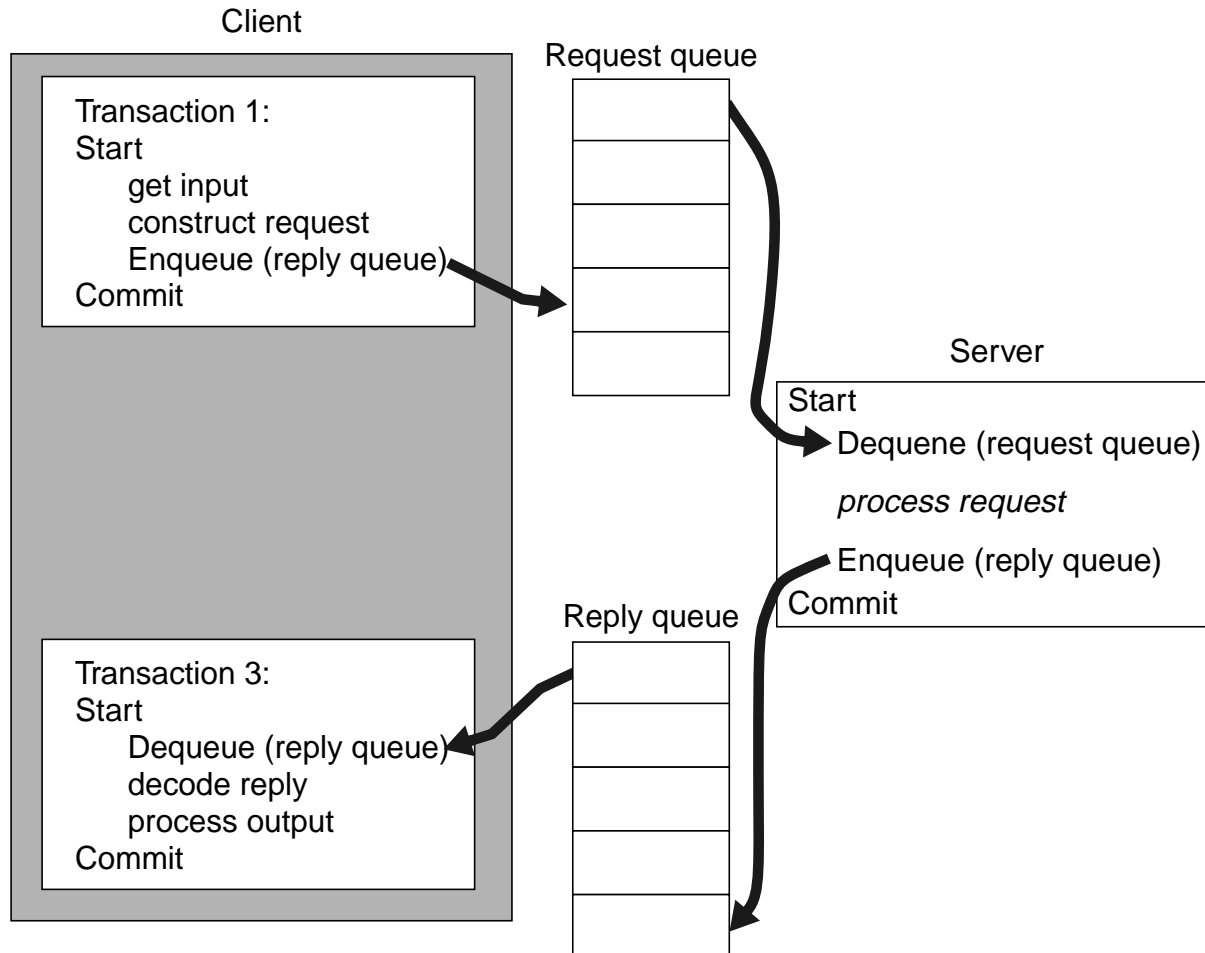 Client
Transaction 1:
Start
get input
construct request
Enqueue (reply queue)
Commit
Request queue
Server
Start
Dequene (request queue)
process request
Enqueue (reply queue)
Commit
Reply queue
Transaction 3:
Start
Dequeue (reply queue)
decode reply
process output
Commit